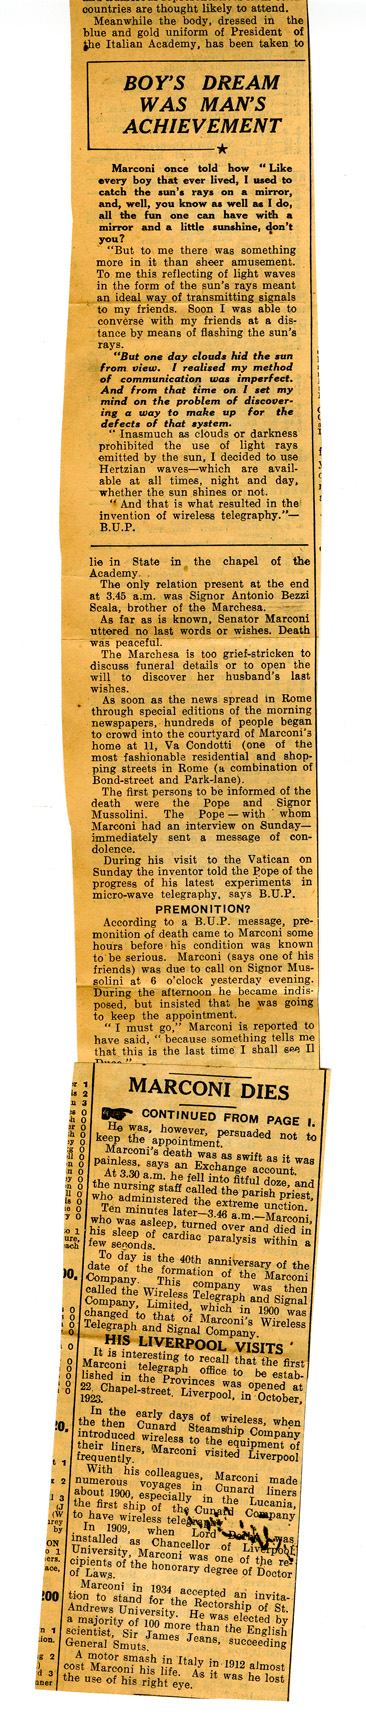 countries are thought likely to attend.
Meanwhile the body, dressed in the
blue and gold uniform of President of
the Italian Academy, has been taken to
BOY'S DREAM
WAS MAN'S
ACHIEVEMENT
★
Marconi once told how "Like
every boy that ever lived, I used to
catch the sun's rays on a mirror,
and, well, you know as well as I do,
all the fun one can have with a
mirror and a little sunshine, don't
you?
"But to me there was something
more in it than sheer amusement.
To me this reflecting of light waves
in the form of the sun's rays meant
an ideal way of transmitting signals
to my friends. Soon I was able to
converse with my friends at a dis-
tance by means of flashing the sun's
rays.
"But one day clouds hid the sun
from view. I realised my method
of communication was imperfect.
And from that time on I set my
mind on the problem of discover-
ing a way to make up for the
defects of that system.
"Inasmuch as clouds or darkness
prohibited the use of light rays
emitted by the sun, I decided to use
Hertzian waves—which are avail-
able at all times, night and day,
whether the sun shines or not.
"And that is what resulted in the
invention of wireless telegraphy."—
B.U.P.
lie in State in the chapel of the
Academy.
The only relation present at the end
at 3.45 a.m. was Signor Antonio Bezzi
Scala, brother of the Marchesa.
As far as is known, Senator Marconi
uttered no last words or wishes. Death
was peaceful.
The Marchesa is too grief-stricken to
discuss funeral details or to open the
will to discover her husband's last
wishes.
As soon as the news spread in Rome
through special editions of the morning
newspapers, hundreds of people began
to crowd into the courtyard of Marconi's
home at 11, Va Condotti (one of the
most fashionable residential and shop-
ping streets in Rome (a combination of
Bond-street and Park-lane).
The first persons to be informed of the
death were the Pope and Signor
Mussolini. The Pope—with whom
Marconi had an interview on Sunday—
immediately sent a message of con-
dolence.
During his visit to the Vatican on
Sunday the inventor told the Pope of the
progress of his latest experiments in
micro-wave telegraphy, says B.U.P.
PREMONITION?
According to a B.U.P. message, pre-
monition of death came to Marconi some
hours before his condition was known
to be serious. Marconi (says one of his
friends) was due to call on Signor Mus-
solini at 6 o'clock yesterday evening.
During the afternoon he became indis-
posed, but insisted that he was going
to keep the appointment.
"I must go," Marconi is reported to
have said, "because something tells me
that this is the last time I shall see Il
MARCONI DIES
CONTINUED FROM PAGE 1.
He was, however, persuaded not to
keep the appointment.
Marconi's death was as swift as it was
painless, says an Exchange account.
At 3.30 a.m. he fell into fitful doze, and
the nursing staff called the parish priest,
who administered the extreme unction.
Ten minutes later—3.46 a.m.—Marconi,
who was asleep, turned over and died in
his sleep of cardiac paralysis within a
few seconds.
To day is the 40th anniversary of the
date of the formation of the Marconi
Company. This company was then
called the Wireless Telegraph and Signal
Company, Limited, which in 1900 was
changed to that of Marconi's Wireless
Telegraph and Signal Company.
HIS LIVERPOOL VISITS
It is interesting to recall that the first
Marconi telegraph office to be estab-
lished in the Provinces was opened at
22, Chapel-street, Liverpool, in October,
1923.
In the early days of wireless, when
the then Cunard Steamship Company
introduced wireless to the equipment of
their liners, Marconi visited Liverpool
frequently.
With his colleagues, Marconi made
numerous voyages in Cunard liners
about 1900, especially in the Lucania,
the first ship of the Cunard Company
to have wireless
In 1909, when Lord was
installed as Chancellor of Liverpool
University, Marconi was one of the re-
cipients of the honorary degree of Doctor
of Laws.
Marconi in 1934 accepted an invita-
tion to stand for the Rectorship of St.
Andrews University. He was elected by
a majority of 100 more than the English
scientist, Sir James Jeans, succeeding
General Smuts.
A motor smash in Italy in 1912 almost
cost Marconi his life. As it was he lost
the use of his right eye.